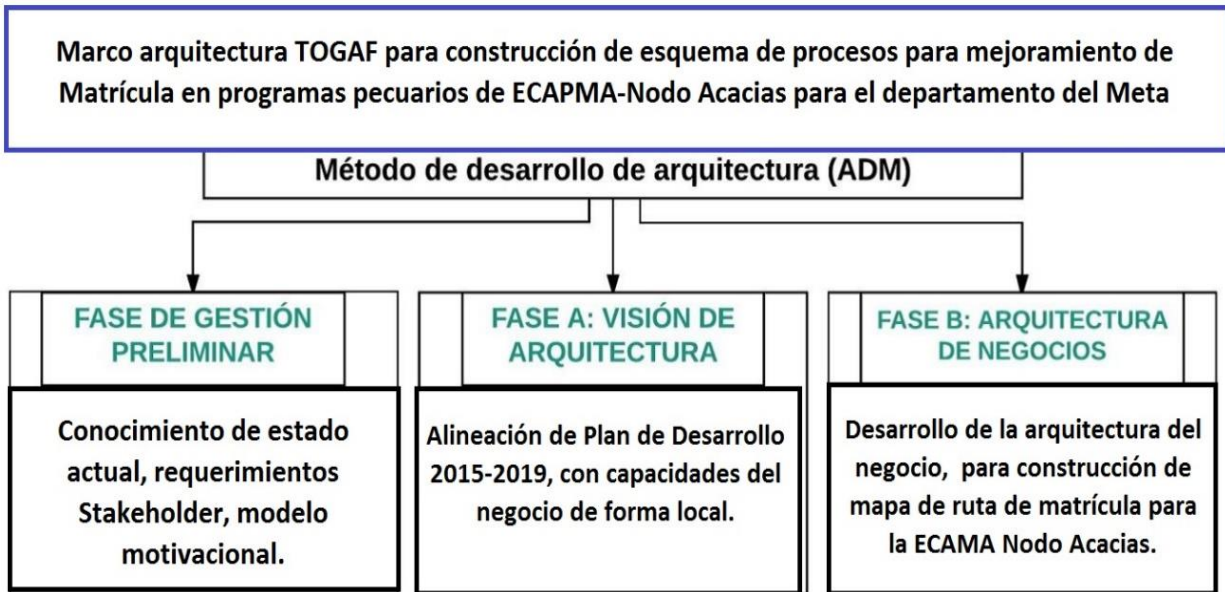 Marco arquitectura TOGAF para construcción de esquema de procesos para mejoramiento de
Matrícula en programas pecuarios de ECAPMA-Nodo Acacias para el departamento del Meta
Método de desarrollo de arquitectura (ADM)
FASE DE GESTIÓN
PRELIMINAR
Conocimiento de estado
actual, requerimientos
Stakeholder, modelo
motivacional.
FASE A: VISIÓN DE
ARQUITECTURA
Alineación de Plan de Desarrollo
2015-2019, con capacidades del
negocio de forma local.
FASE B: ARQUITECTURA
DE NEGOCIOS
Desarrollo de la arquitectura del
negocio, para construcción de
mapa de ruta de matrícula para
la ECAMA Nodo Acacias.